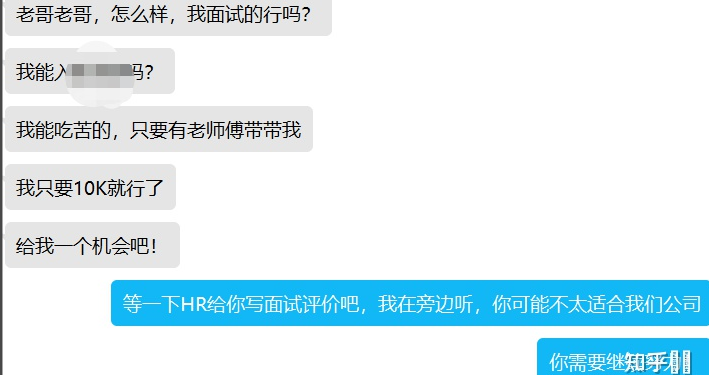 老哥老哥，怎么样，我面试的行吗？
我能入 吗？
我能吃苦的，只要有老师傅带带我
我只要10K就行了
给我一个机会吧！
等一下HR给你写面试评价吧，我在旁边听，你可能不太适合我们公司
你需要继
知乎